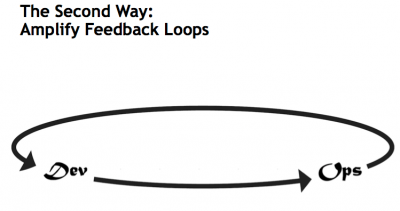 The Second Way:
Amplify Feedback Loops
Dev Ops